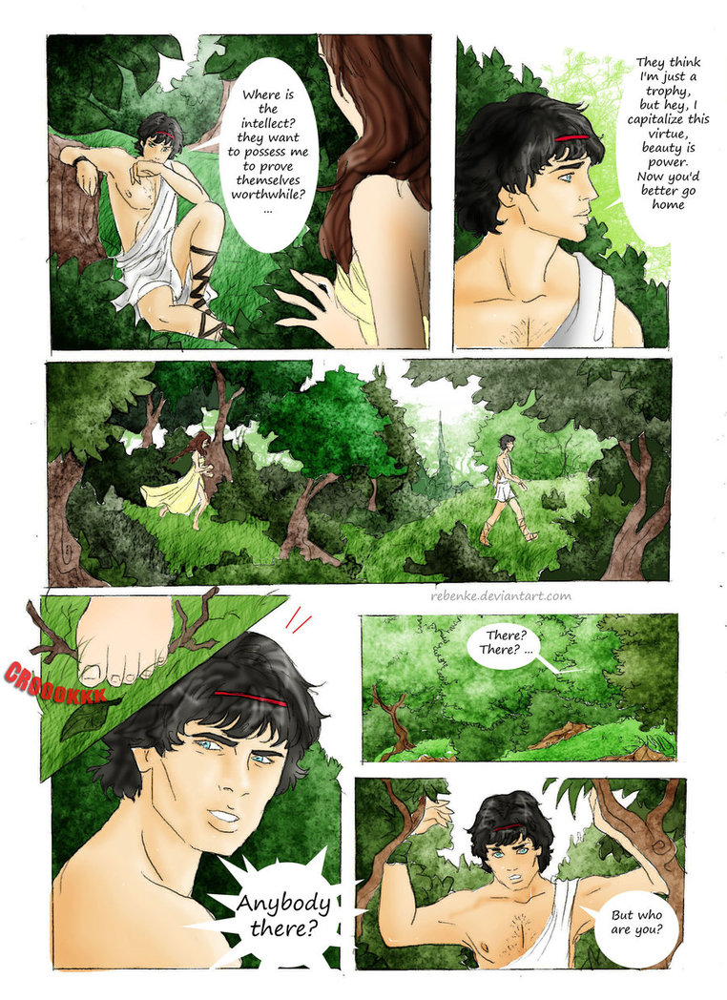 Where is
the
intellect?
they want
to possess me
to prove
themselves
worthwhile?
...
They think
I'm just a
trophy,
but hey, I
capitalize this
virtue,
beauty is
power.
Now you'd
better go
home
rebenke.deviantart.com
CROOOKKK
There?
There? ...
Anybody
there?
But who
are you?